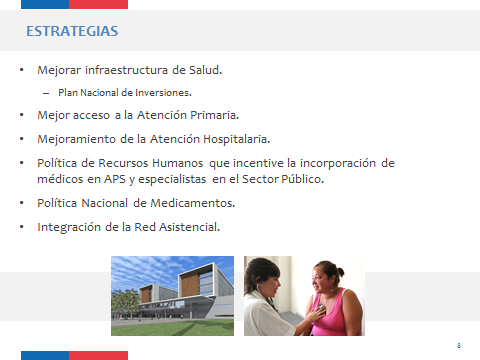 ESTRATEGIAS
• Mejorar infraestructura de Salud.
– Plan Nacional de Inversiones.
• Mejor acceso a la Atención Primaria.
• Mejoramiento de la Atención Hospitalaria.
• Política de Recursos Humanos que incentive la incorporación de
médicos en APS y especialistas en el Sector Público.
• Política Nacional de Medicamentos.
• Integración de la Red Asistencial.
8